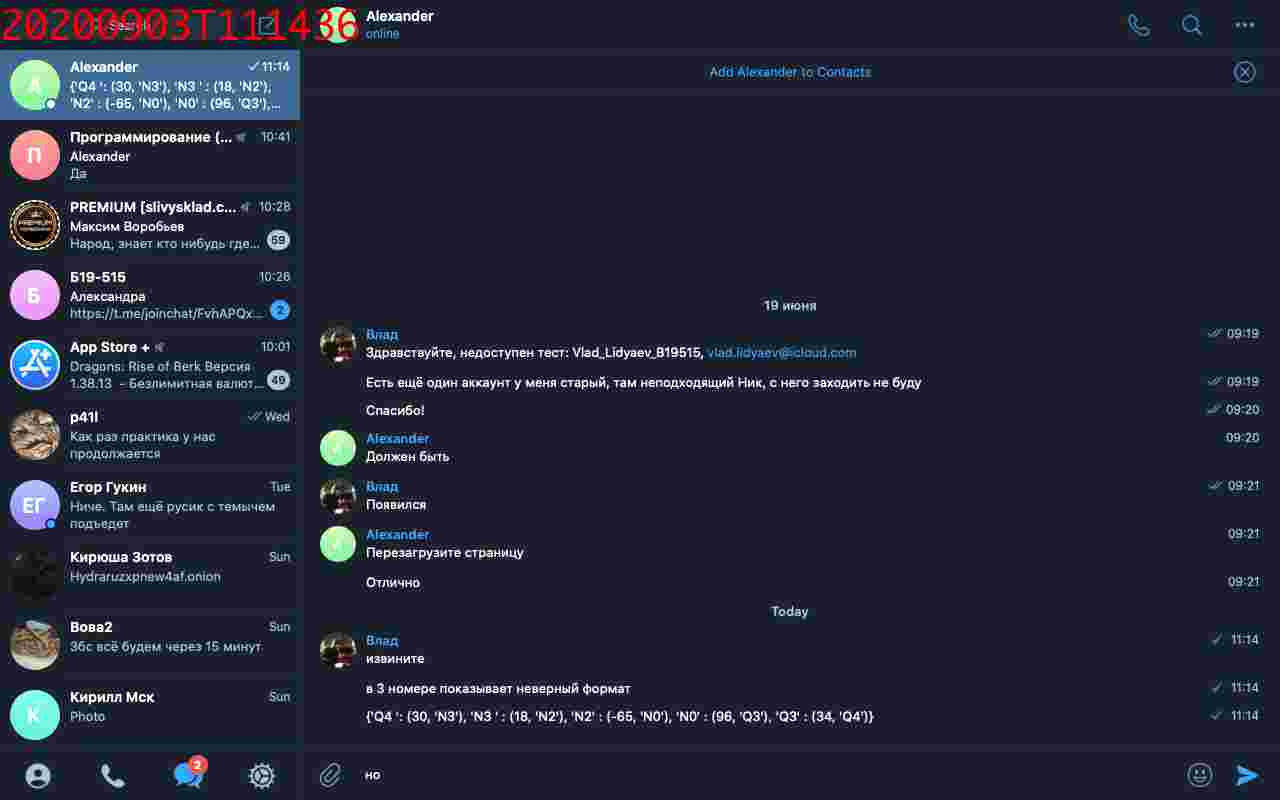 20200903T111436
Alexander
✓11:14
{'Q4 ': (30, 'N3'), 'N3 ' : (18, 'N2'),
'N2' : (-65, 'N0'), 'N0' : (96, 'Q3'),...
Программирование (...
10:41
Alexander
Да
PREMIUM [slivysklad.c...
10:28
Максим Воробьев
Народ, знает кто нибудь где...
59
Б19-515
10:26
Александра
https://t.me/joinchat/FvhAPQx...
2
App Store +
10:01
Dragons: Rise of Berk Версия
1.38.13 - Безлимитная валют...
49
p41l
Wed
Как раз практика у нас
продолжается
Егор Гукин
Tue
Ниче. Там ещё русик с темычем
подъедет
Кирюша Зотов
Sun
Hydraruzxpnew4af.onion
Вова2
Sun
Збс всё будем через 15 минут
Кирилл Мск
Sun
Photo
2
Alexander
online
Add Alexander to Contacts
19 июня
Влад
09:19
Здравствуйте, недоступен тест: Vlad_Lidyaev_B19515, vlad.lidyaev@icloud.com
Есть ещё один аккаунт у меня старый, там неподходящий Ник, с него заходить не буду
09:19
Спасибо!
09:20
Alexander
09:20
Должен быть
Влад
09:21
Появился
Alexander
09:21
Перезагрузите страницу
Отлично
09:21
Today
Влад
11:14
извините
в 3 номере показывает неверный формат
11:14
{'Q4 ': (30, 'N3'), 'N3 ' : (18, 'N2'), 'N2' : (-65, 'N0'), 'N0' : (96, 'Q3'), 'Q3' : (34, 'Q4')}
11:14
но